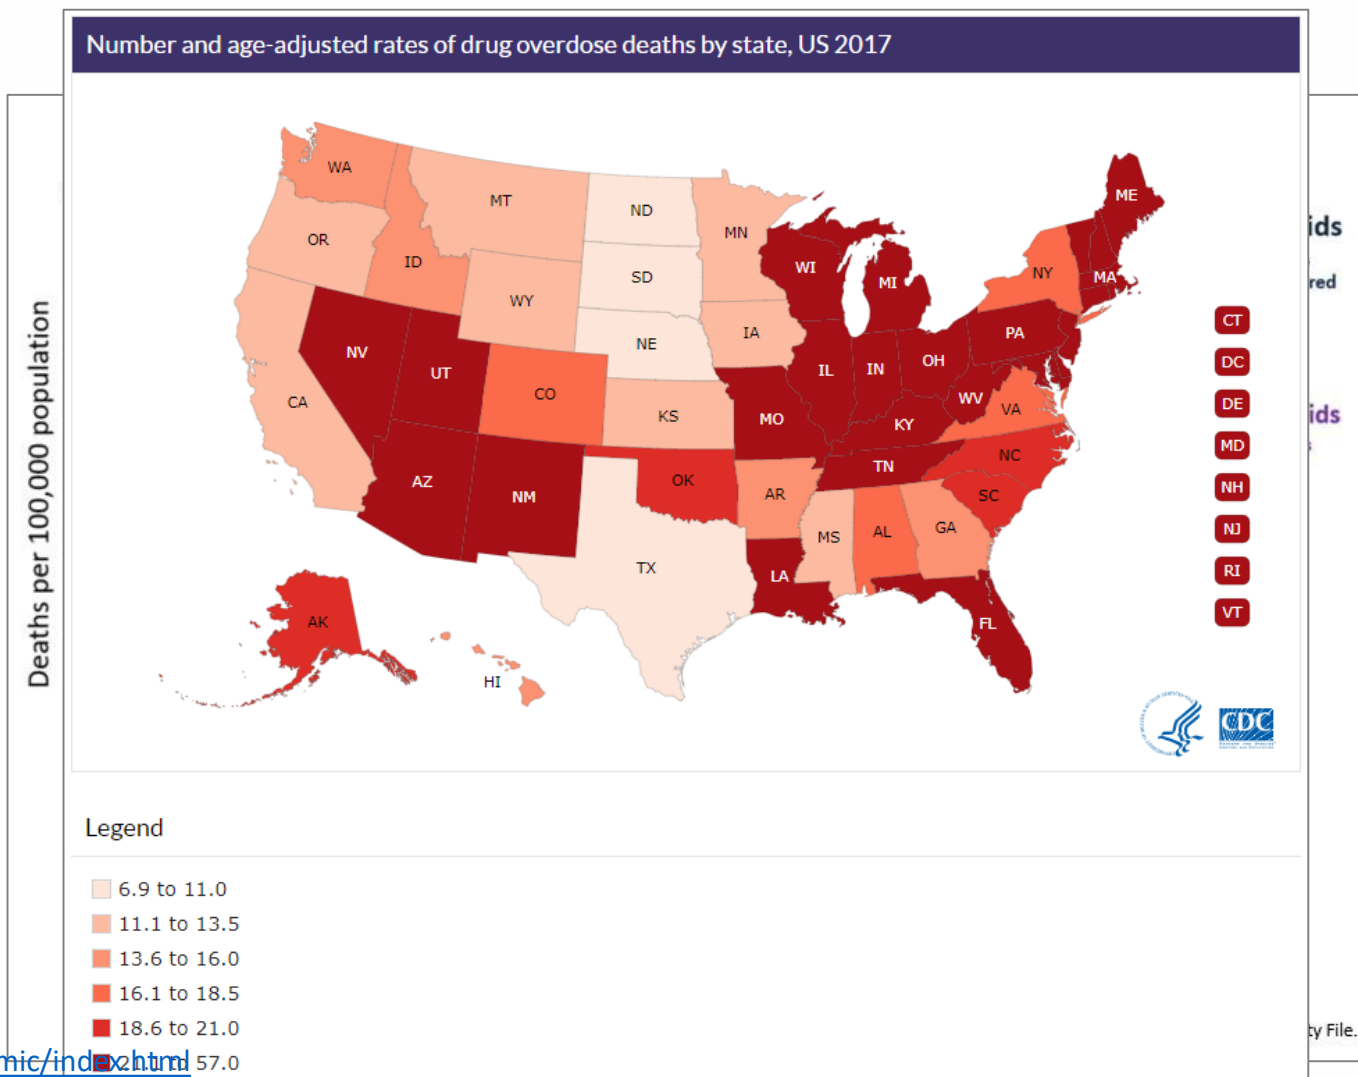 Number and age-adjusted rates of drug overdose deaths by state, US 2017
Deaths per 100,000 population
WA
MT
ND
MN
OR
ID
WY
SD
WI
MI
NY
ME
MA
NV
UT
CO
NE
IA
IL
IN
OH
PA
CA
KS
MO
KY
WV
VA
AZ
NM
OK
AR
TN
NC
SC
TX
LA
MS
AL
GA
FL
AK
HI
CT
DC
DE
MD
NH
NJ
RI
VT
ids
red
ids
CDC
Legend
6.9 to 11.0
11.1 to 13.5
13.6 to 16.0
16.1 to 18.5
18.6 to 21.0
21.1 to 57.0
mic/index.html
ty File.